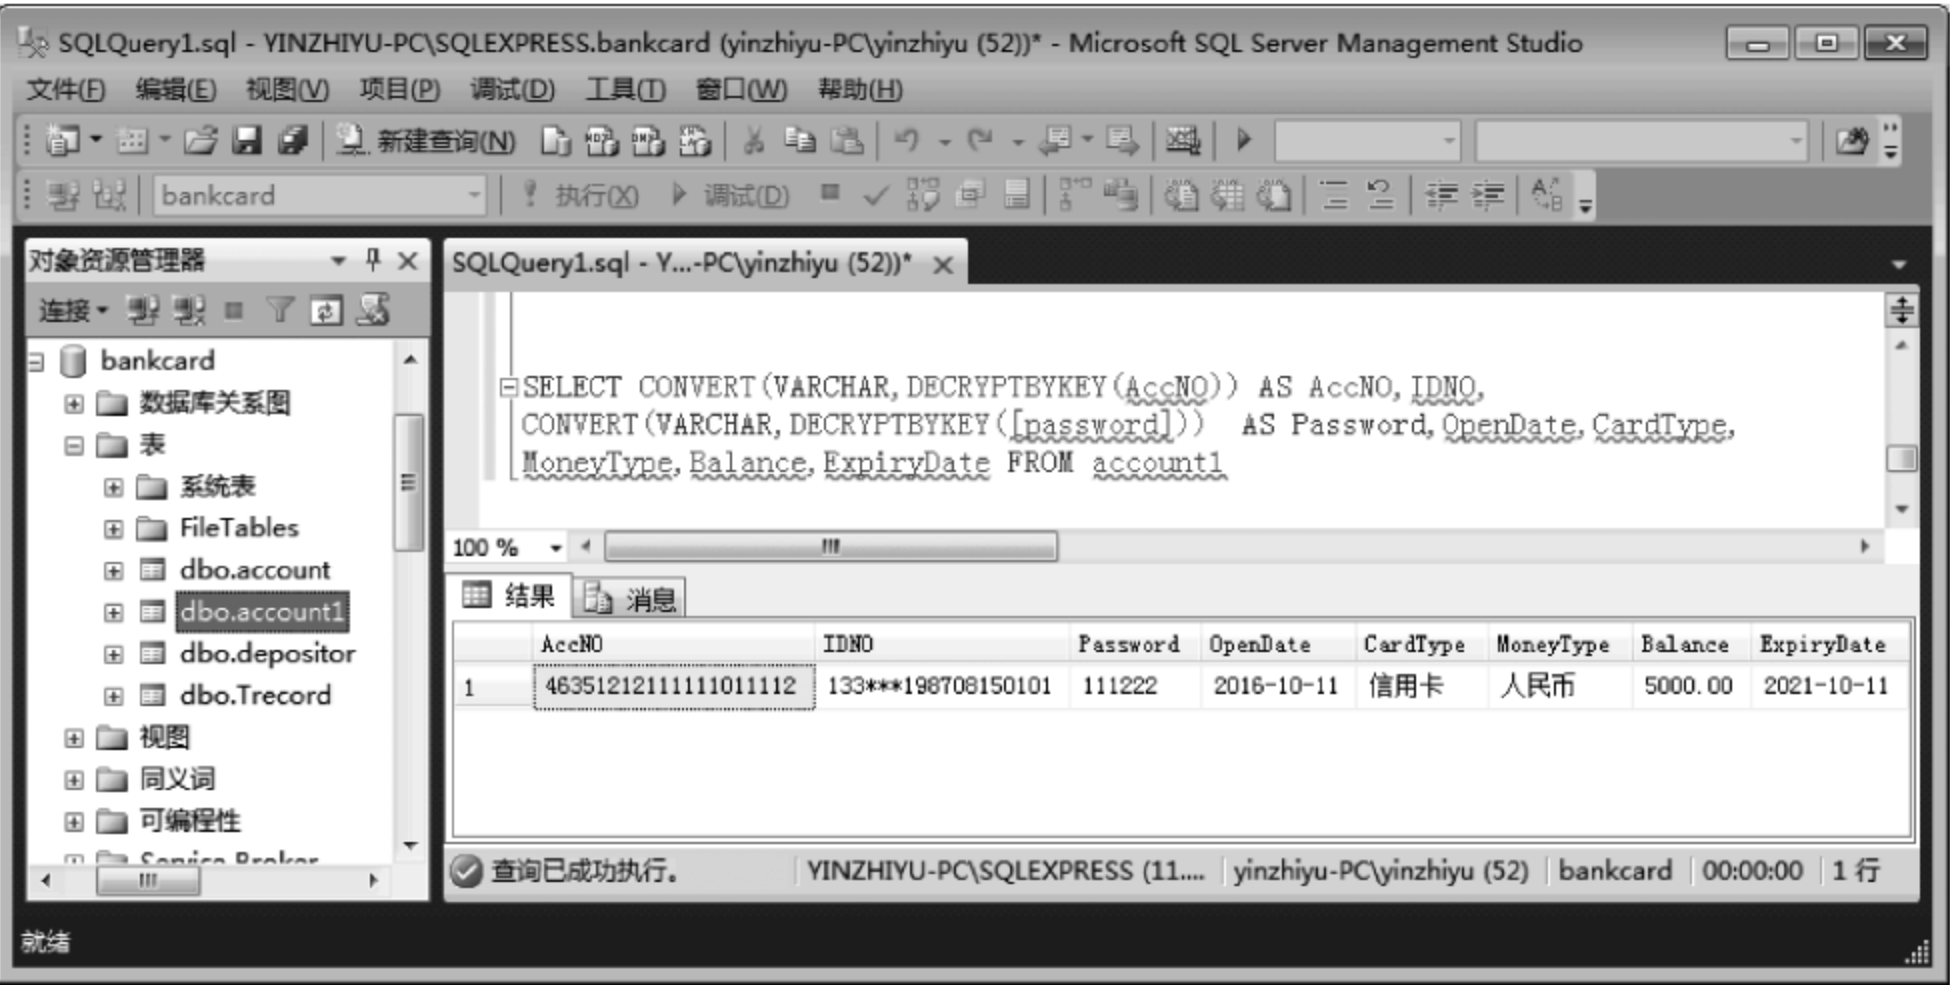 SQLQuery1.sql - YINZHIYU-PC\SQLEXPRESS.bankcard (yinzhiyu-PC\yinzhiyu (52))* - Microsoft SQL Server Management Studio
文件(F) 编辑(E) 视图(V) 项目(P) 调试(D) 工具(T) 窗口(W) 帮助(H)
新建查询(N)
bankcard 执行(X) 调试(D)
对象资源管理器
连接
bankcard
数据库关系图
表
系统表
FileTables
dbo.account
dbo.account1
dbo.depositor
dbo.Trecord
视图
同义词
可编程性
Service Broker
SQLQuery1.sql - Y...-PC\yinzhiyu (52))*
SELECT CONVERT(VARCHAR,DECRYPTBYKEY(AccNO)) AS AccNO,IDNO,
CONVERT(VARCHAR,DECRYPTBYKEY([password])) AS Password,OpenDate,CardType,
MoneyType,Balance,ExpiryDate FROM account1
100 %
结果 消息
AccNO IDNO Password OpenDate CardType MoneyType Balance ExpiryDate
1 46351212111111011112 133***198708150101 111222 2016-10-11 信用卡 人民币 5000.00 2021-10-11
查询已成功执行。 YINZHIYU-PC\SQLEXPRESS (11.... yinzhiyu-PC\yinzhiyu (52) bankcard 00:00:00 1 行
就绪